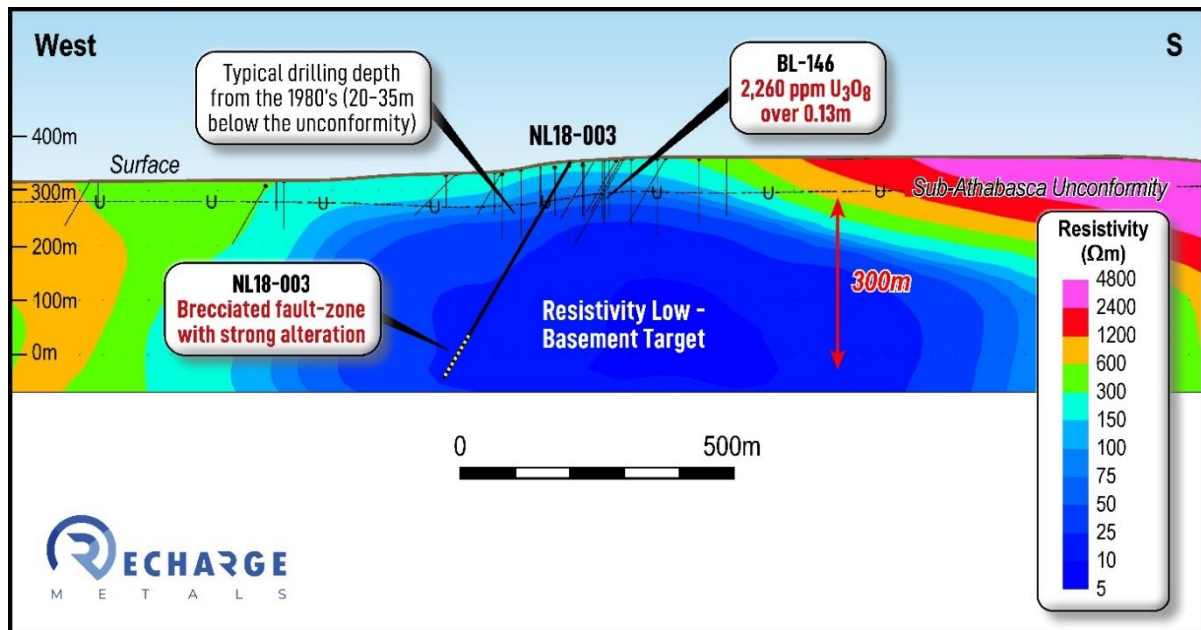 West
S
Typical drilling depth
from the 1980's (20-35m
below the unconformity)
BL-146
2,260 ppm U₃O₈
over 0.13m
NL18-003
400m
Surface
300m
U U U U U U U
Sub-Athabasca Unconformity
200m
NL18-003
Brecciated fault-zone
with strong alteration
100m
0m
Resistivity Low -
Basement Target
300m
Resistivity
(Ωm)
4800
2400
1200
600
300
150
100
75
50
25
10
5
0 500m
RECHARGE
METALS